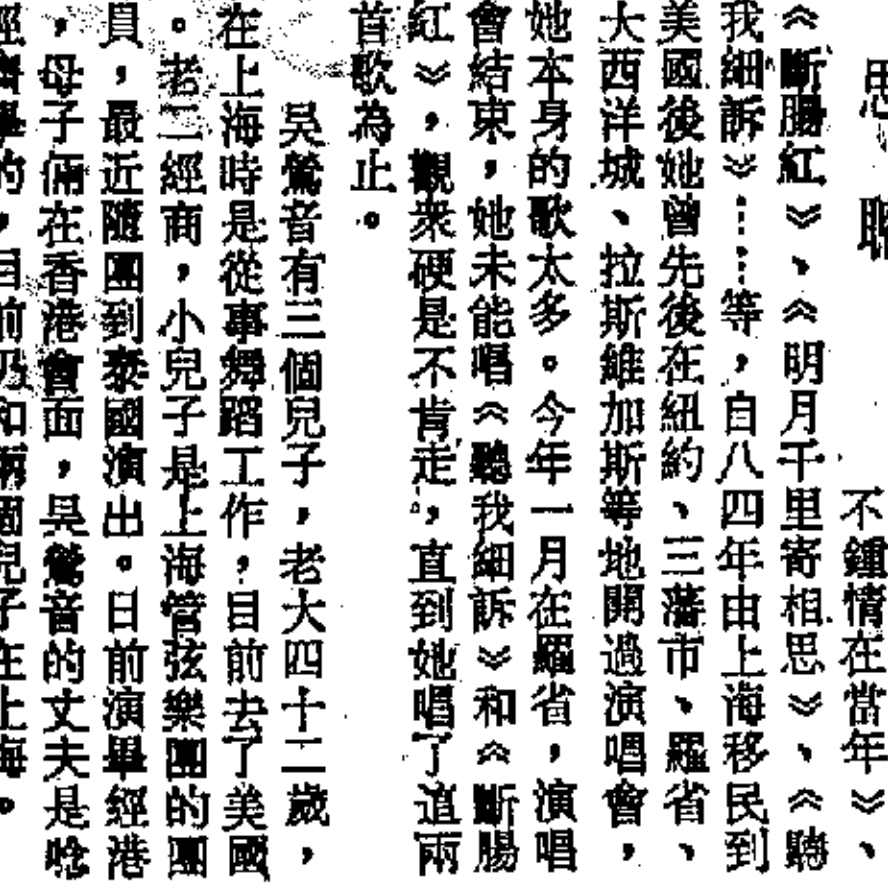 思
聯
不鍾情在當年》、
《斷腸紅》、《明月千里寄相思》、《聽
我細訴》……等，自八四年由上海移民到
美國後她曾先後在紐約、三藩市、羅省、
大西洋城、拉斯維加斯等地開過演唱會，
她本身的歌太多。今年一月在羅省，演唱
會結束，她未能唱《聽我細訴》和《斷腸
紅》，觀衆硬是不肯走，直到她唱了這兩
首歌為止。
吳鶯音有三個兒子，老大四十二歲，
在上海時是從事舞蹈工作，目前去了美國
。老二經商，小兒子是上海管弦樂團的團
員，最近隨團到泰國演出。日前演畢經港
，母子倆在香港會面，吳鶯音的丈夫是唸
經濟學的，目前仍和兩個兒子在上海。